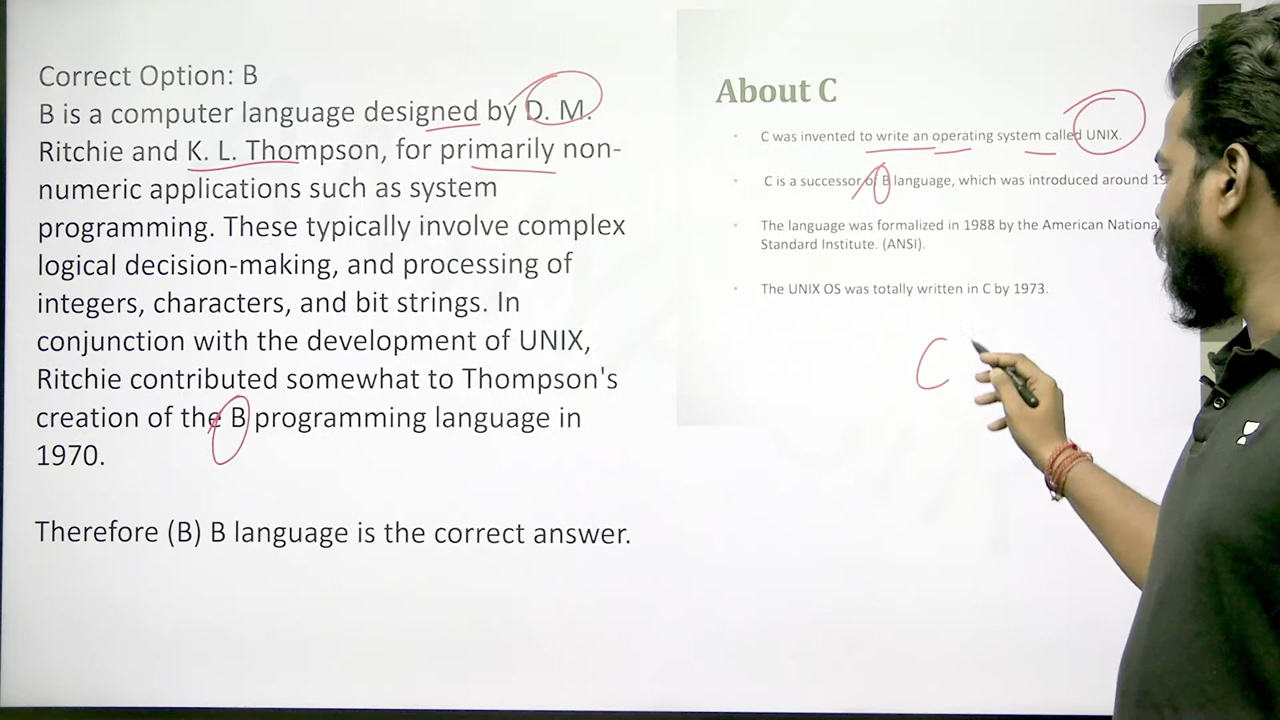 Correct Option: B
B is a computer language designed by D. M.
Ritchie and K. L. Thompson, for primarily non-
numeric applications such as system
programming. These typically involve complex
logical decision-making, and processing of
integers, characters, and bit strings. In
conjunction with the development of UNIX,
Ritchie contributed somewhat to Thompson's
creation of the B programming language in
1970.
Therefore (B) B language is the correct answer.
About C
• C was invented to write an operating system called UNIX.
• C is a successor of B language, which was introduced around
• The language was formalized in 1988 by the American
Standard Institute. (ANSI).
• The UNIX OS was totally written in C by 1973.
C